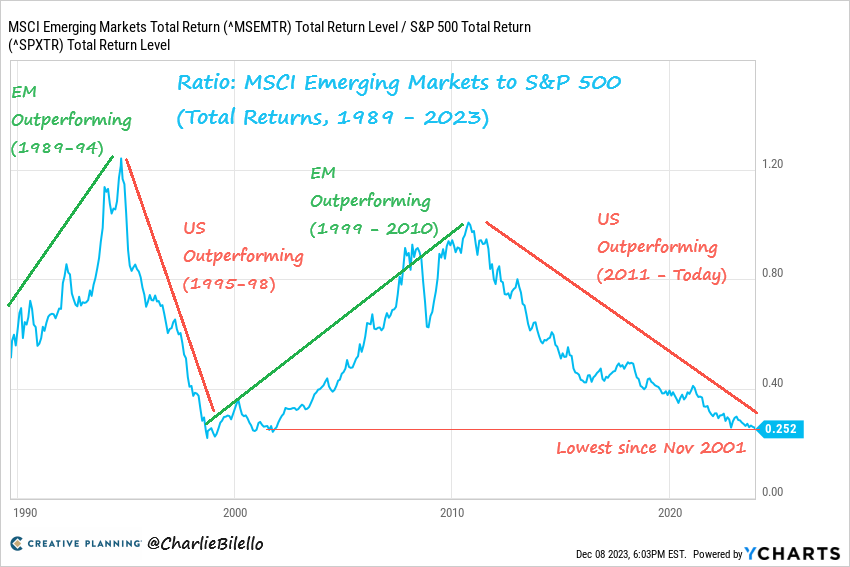 MSCI Emerging Markets Total Return (^MSEMTR) Total Return Level / S&P 500 Total Return
(^SPXTR) Total Return Level
Ratio: MSCI Emerging Markets to S&P 500
(Total Returns, 1989 - 2023)
EM
Outperforming
(1989-94)
US
Outperforming
(1995-98)
EM
Outperforming
(1999 - 2010)
US
Outperforming
(2011 - Today)
1.20
0.80
0.40
0.252
Lowest since Nov 2001
0.00
1990
2000
2010
2020
CREATIVE PLANNING @CharlieBilello
Dec 08 2023, 6:03PM EST. Powered by YCHARTS